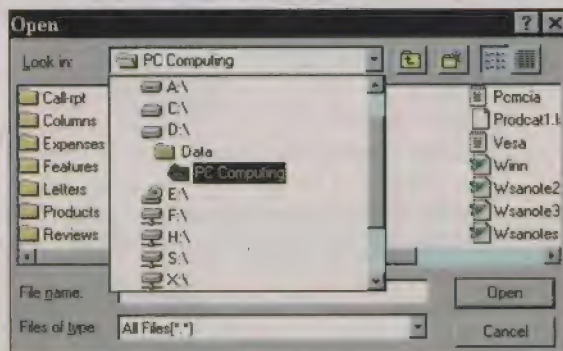 Open
Look in:
PC Computing
A:\
C:\
D:\
Data
PC Computing
E:\
F:\
H:\
S:\
X:\
Call-rpt
Columns
Expenses
Features
Letters
Products
Reviews
Pcmcia
Prodcat1.l
Vesa
Winn
Wsanole2
Wsanole3
Wsanoles
File name:
Open
Files of type
All Files(*.*)
Cancel